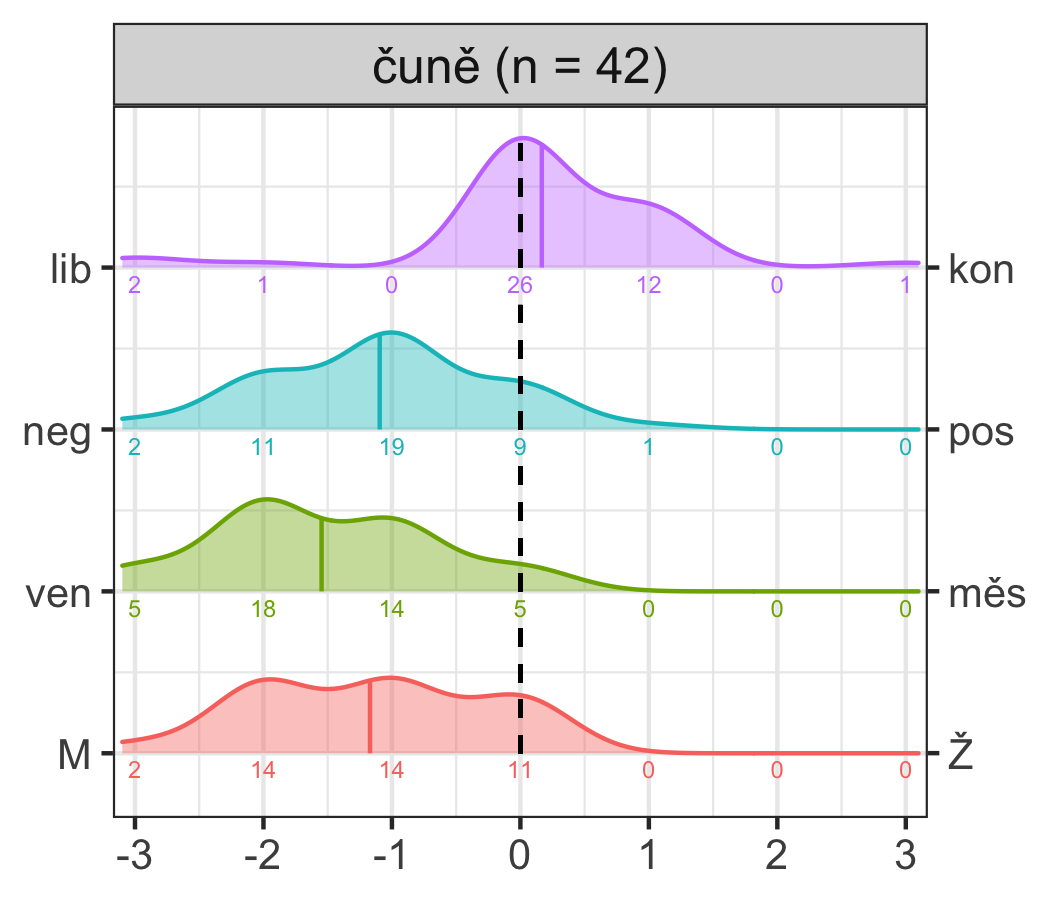 čuně (n = 42)
lib kon
2 1 0 26 12 0 1
neg pos
2 11 19 9 1 0 0
ven měs
5 18 14 5 0 0 0
M Ž
2 14 14 11 0 0 0
-3 -2 -1 0 1 2 3